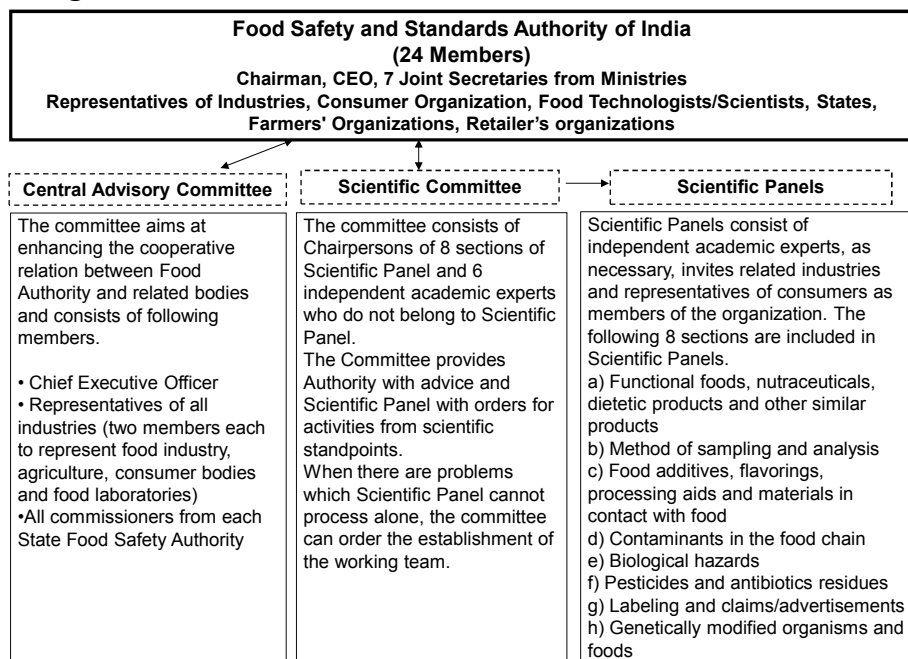 Food Safety and Standards Authority of India
(24 Members)
Chairman, CEO, 7 Joint Secretaries from Ministries
Representatives of Industries, Consumer Organization, Food Technologists/Scientists, States,
Farmers' Organizations, Retailer's organizations
Central Advisory Committee
The committee aims at
enhancing the cooperative
relation between Food
Authority and related bodies
and consists of following
members.
• Chief Executive Officer
• Representatives of all
industries (two members each
to represent food industry,
agriculture, consumer bodies
and food laboratories)
•All commissioners from each
State Food Safety Authority
Scientific Committee
The committee consists of
Chairpersons of 8 sections of
Scientific Panel and 6
independent academic experts
who do not belong to Scientific
Panel.
The Committee provides
Authority with advice and
Scientific Panel with orders for
activities from scientific
standpoints.
When there are problems
which Scientific Panel cannot
process alone, the committee
can order the establishment of
the working team.
Scientific Panels
Scientific Panels consist of
independent academic experts, as
necessary, invites related industries
and representatives of consumers as
members of the organization. The
following 8 sections are included in
Scientific Panels.
a) Functional foods, nutraceuticals,
dietetic products and other similar
products
b) Method of sampling and analysis
c) Food additives, flavorings,
processing aids and materials in
contact with food
d) Contaminants in the food chain
e) Biological hazards
f) Pesticides and antibiotics residues
g) Labeling and claims/advertisements
h) Genetically modified organisms and
foods